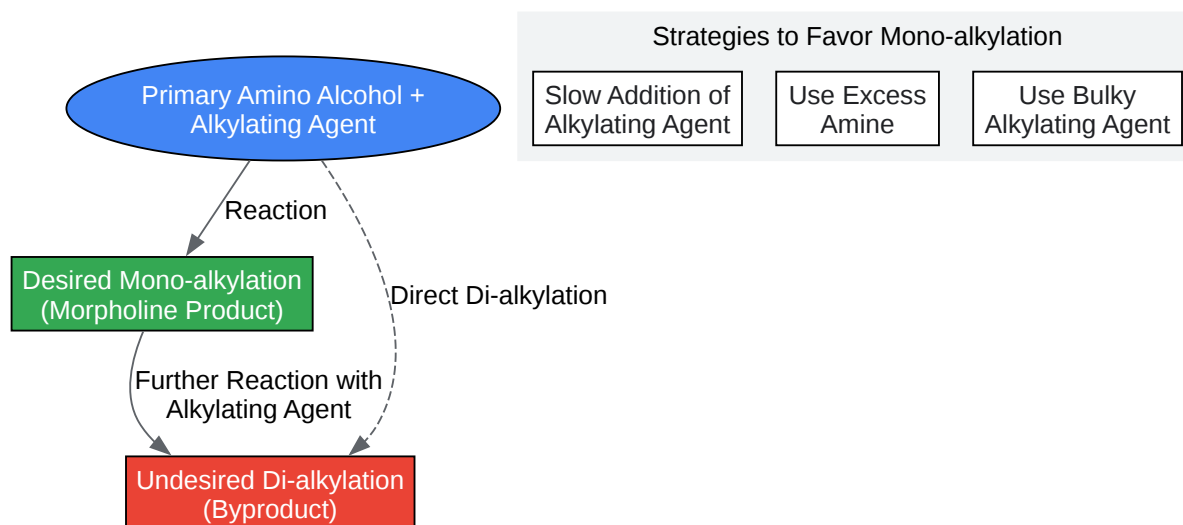 Strategies to Favor Mono-alkylation
Primary Amino Alcohol +
Alkylating Agent
Slow Addition of
Alkylating Agent
Use Excess
Amine
Use Bulky
Alkylating Agent
Reaction
Desired Mono-alkylation
(Morpholine Product)
Direct Di-alkylation
Further Reaction with
Alkylating Agent
Undesired Di-alkylation
(Byproduct)